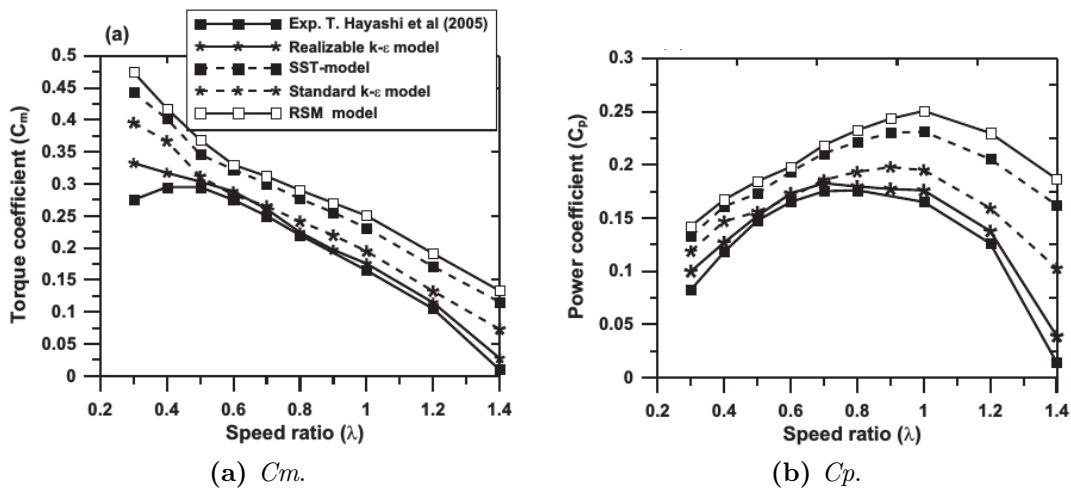 (a)
Exp. T. Hayashi et al (2005)
Realizable k-ε model
SST-model
Standard k-ε model
RSM model
Torque coefficient (Cm)
0.5
0.45
0.4
0.35
0.3
0.25
0.2
0.15
0.1
0.05
0
0.2 0.4 0.6 0.8 1 1.2 1.4
Speed ratio (λ)
(a) Cm.
Power coefficient (Cp)
0.3
0.25
0.2
0.15
0.1
0.05
0
0.2 0.4 0.6 0.8 1 1.2 1.4
Speed ratio (λ)
(b) Cp.